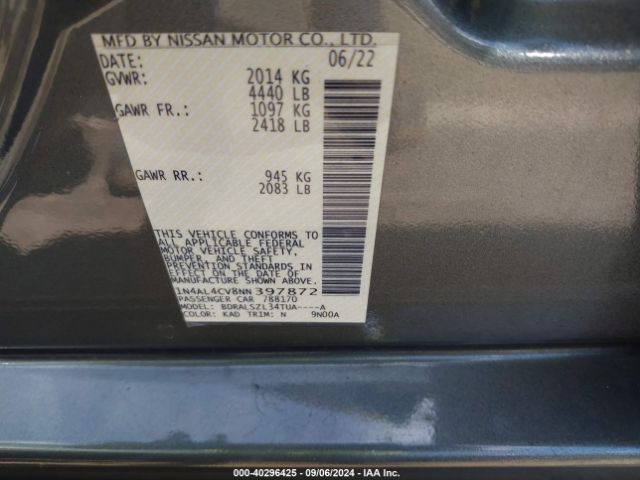 MFD BY NISSAN MOTOR CO., LTD.
DATE: 06/22
GVWR: 2014 KG
4440 LB
GAWR FR.: 1097 KG
2418 LB
GAWR RR.: 945 KG
2083 LB
THIS VEHICLE CONFORMS TO
ALL APPLICABLE FEDERAL
MOTOR VEHICLE SAFETY,
BUMPER, AND THEFT
PREVENTION STANDARDS IN
EFFECT ON THE DATE OF
MANUFACTURE SHOWN ABOVE.
1N4AL4CV8NN397872
PASSENGER CAR 788170
MODEL: BDRALSZL34TUA----A
COLOR: KAD TRIM: N 9N00A
000-40296425 - 09/06/2024 - IAA Inc.